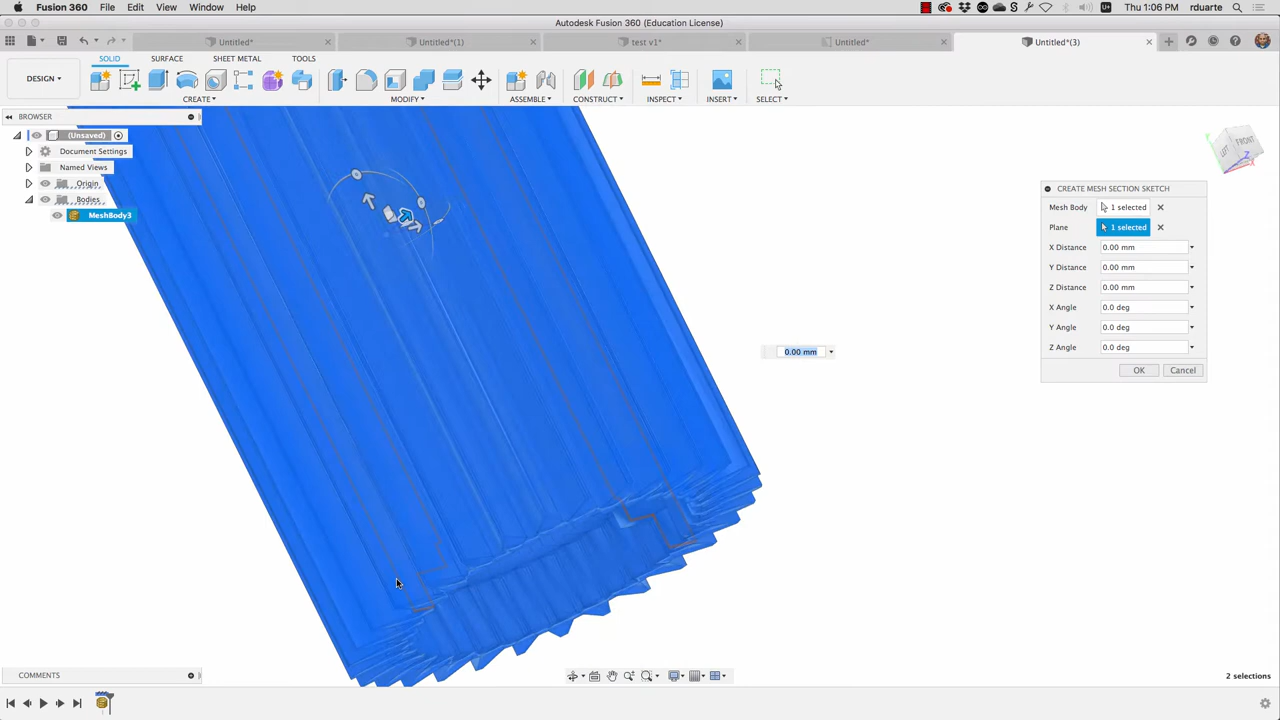 Fusion 360 File Edit View Window Help Thu 1:06 PM rduarte
Autodesk Fusion 360 (Education License)
Untitled* Untitled*(1) test v1* Untitled* Untitled*(3)
SOLID SURFACE SHEET METAL TOOLS
DESIGN
CREATE MODIFY ASSEMBLE CONSTRUCT INSPECT INSERT SELECT
BROWSER
(Unsaved)
Document Settings
Named Views
Origin
Bodies
MeshBody3
LEFT FRONT
CREATE MESH SECTION SKETCH
Mesh Body 1 selected
Plane 1 selected
X Distance 0.00 mm
Y Distance 0.00 mm
Z Distance 0.00 mm
X Angle 0.0 deg
Y Angle 0.0 deg
Z Angle 0.0 deg
OK Cancel
0.00 mm
COMMENTS
2 selections